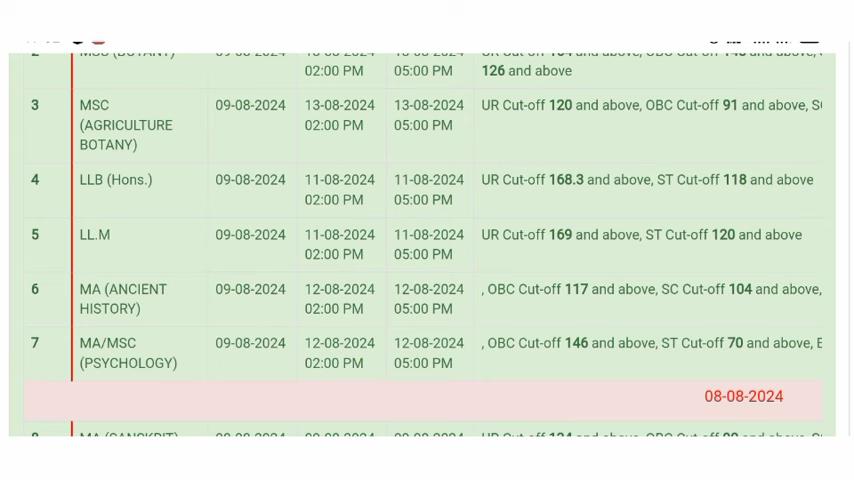 126 and above
02:00 PM 05:00 PM
3 MSC 09-08-2024 13-08-2024 13-08-2024 UR Cut-off 120 and above, OBC Cut-off 91 and above,
(AGRICULTURE 02:00 PM 05:00 PM
BOTANY)
4 LLB (Hons.) 09-08-2024 11-08-2024 11-08-2024 UR Cut-off 168.3 and above, ST Cut-off 118 and above
02:00 PM 05:00 PM
5 LL.M 09-08-2024 11-08-2024 11-08-2024 UR Cut-off 169 and above, ST Cut-off 120 and above
02:00 PM 05:00 PM
6 MA (ANCIENT 09-08-2024 12-08-2024 12-08-2024 , OBC Cut-off 117 and above, SC Cut-off 104 and above,
HISTORY) 02:00 PM 05:00 PM
7 MA/MSC 09-08-2024 12-08-2024 12-08-2024 , OBC Cut-off 146 and above, ST Cut-off 70 and above,
(PSYCHOLOGY) 02:00 PM 05:00 PM
08-08-2024